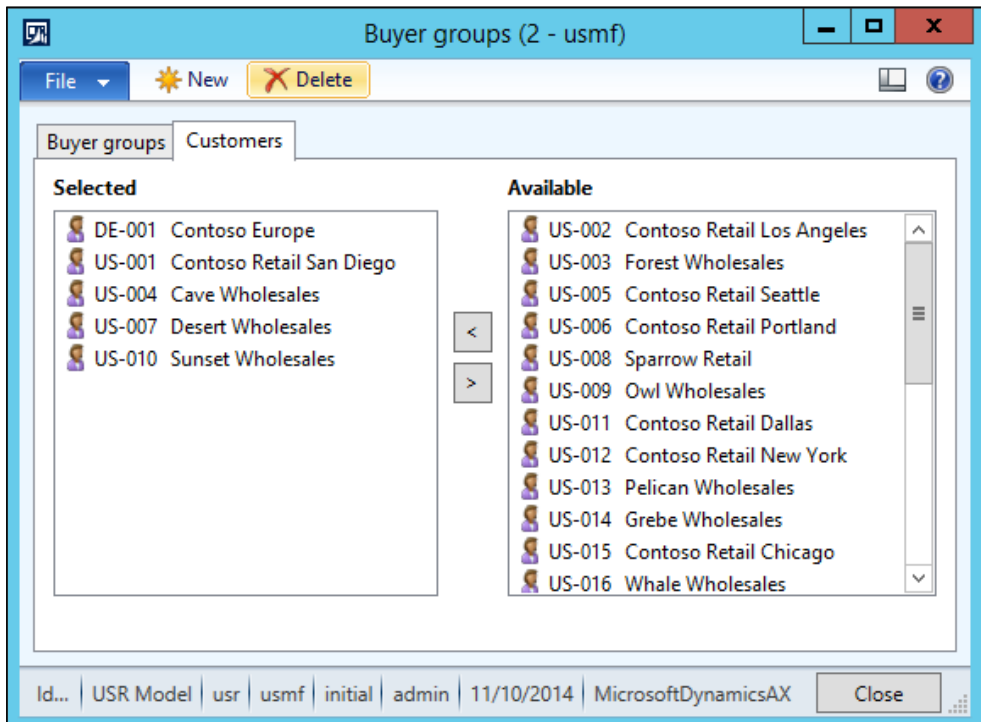 Buyer groups (2 - usmf)
File New Delete
Buyer groups Customers
Selected
DE-001 Contoso Europe
US-001 Contoso Retail San Diego
US-004 Cave Wholesales
US-007 Desert Wholesales
US-010 Sunset Wholesales
<
>
Available
US-002 Contoso Retail Los Angeles
US-003 Forest Wholesales
US-005 Contoso Retail Seattle
US-006 Contoso Retail Portland
US-008 Sparrow Retail
US-009 Owl Wholesales
US-011 Contoso Retail Dallas
US-012 Contoso Retail New York
US-013 Pelican Wholesales
US-014 Grebe Wholesales
US-015 Contoso Retail Chicago
US-016 Whale Wholesales
Id... USR Model usr usmf initial admin 11/10/2014 MicrosoftDynamicsAX Close